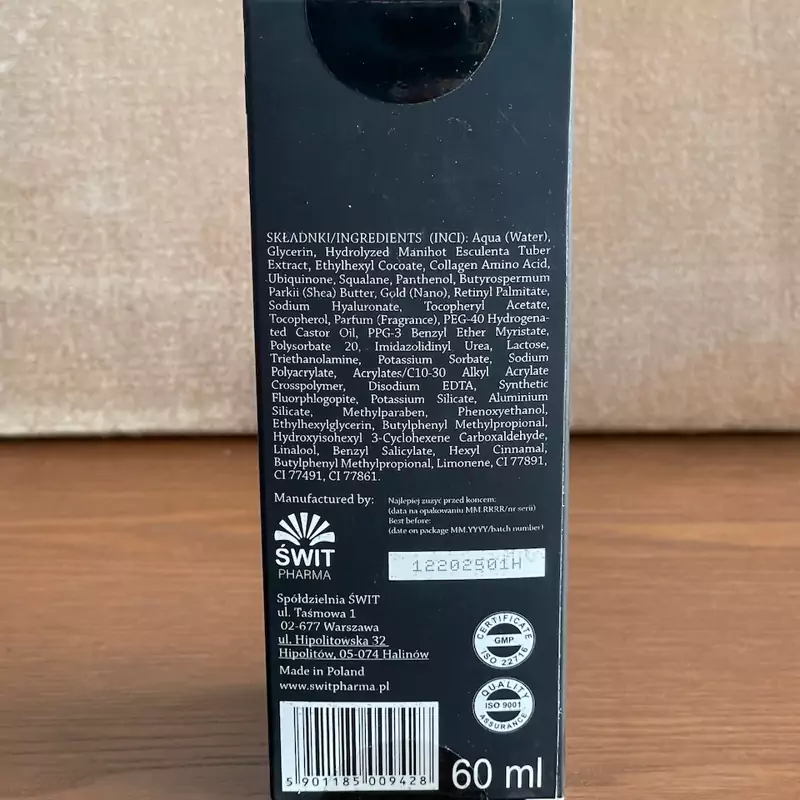 SKŁADNKI/INGREDIENTS (INCI): Aqua (Water),
Glycerin, Hydrolyzed Manihot Esculenta Tuber
Extract, Ethylhexyl Cocoate, Collagen Amino Acid,
Ubiquinone, Squalane, Panthenol, Butyrospermum
Parkii (Shea) Butter, Gold (Nano), Retinyl Palmitate,
Sodium Hyaluronate, Tocopheryl Acetate,
Tocopherol, Parfum (Fragrance), PEG-40 Hydrogena-
ted Castor Oil, PPG-3 Benzyl Ether Myristate,
Polysorbate 20, Imidazolidinyl Urea, Lactose,
Triethanolamine, Potassium Sorbate, Sodium
Polyacrylate, Acrylates/C10-30 Alkyl Acrylate
Crosspolymer, Disodium EDTA, Synthetic
Fluorphlogopite, Potassium Silicate, Aluminium
Silicate, Methylparaben, Phenoxyethanol,
Ethylhexylglycerin, Butylphenyl Methylpropional,
Hydroxyisohexyl 3-Cyclohexene Carboxaldehyde,
Linalool, Benzyl Salicylate, Hexyl Cinnamal,
Butylphenyl Methylpropional, Limonene, CI 77891,
CI 77491, CI 77861.
Manufactured by:
Najlepiej zużyć przed końcem:
(data na opakowaniu MM.RRRR/nr serii)
Best before:
(date on package MM.YYYY/batch number)
12202501H
ŚWIT
PHARMA
Spółdzielnia ŚWIT
ul. Taśmowa 1
02-677 Warszawa
ul. Hipolitowska 32
Hipolitów, 05-074 Halinów
Made in Poland
www.switpharma.pl
CERTIFICATE
GMP
ISO 22716
QUALITY
ISO 9001
ASSURANCE
5 901185 009428
60 ml